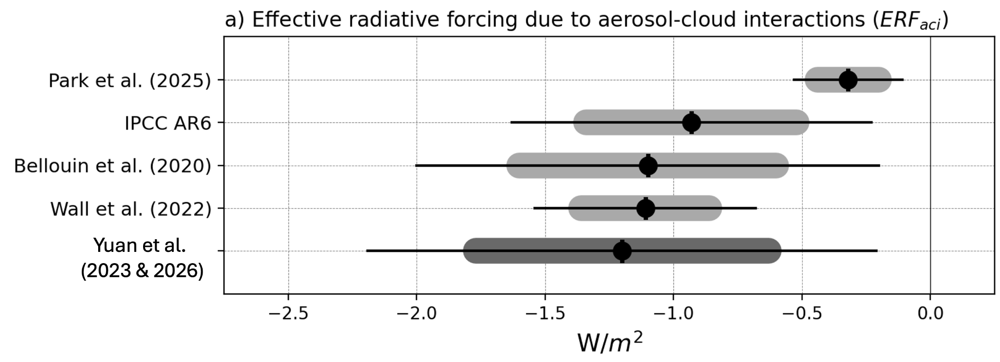 a) Effective radiative forcing due to aerosol-cloud interactions (ERF_aci)
Park et al. (2025)
IPCC AR6
Bellouin et al. (2020)
Wall et al. (2022)
Yuan et al.
(2023 & 2026)
−2.5 −2.0 −1.5 −1.0 −0.5 0.0
W/m²